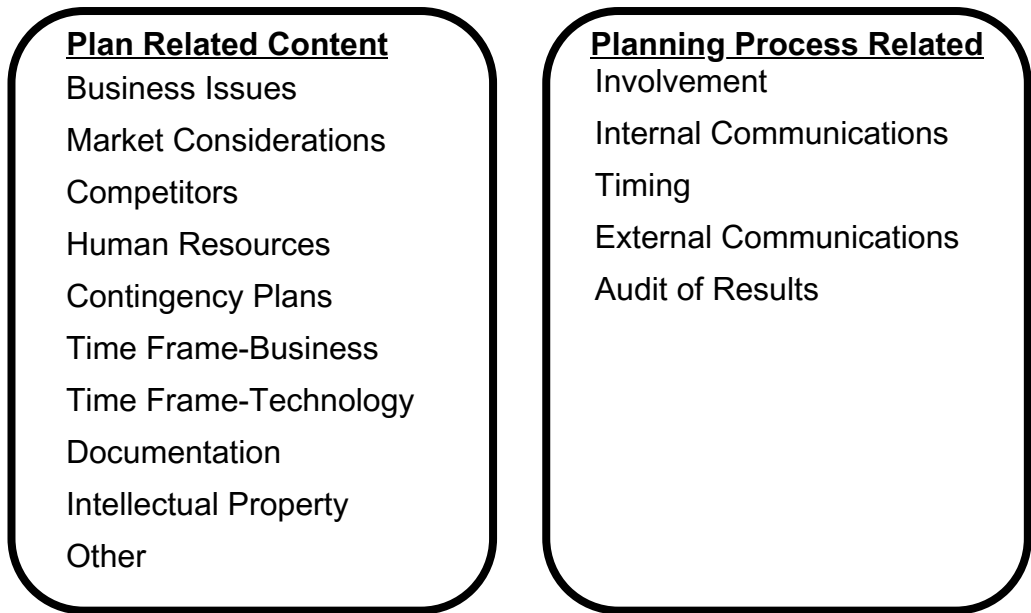 Plan Related Content
Business Issues
Market Considerations
Competitors
Human Resources
Contingency Plans
Time Frame-Business
Time Frame-Technology
Documentation
Intellectual Property
Other
Planning Process Related
Involvement
Internal Communications
Timing
External Communications
Audit of Results